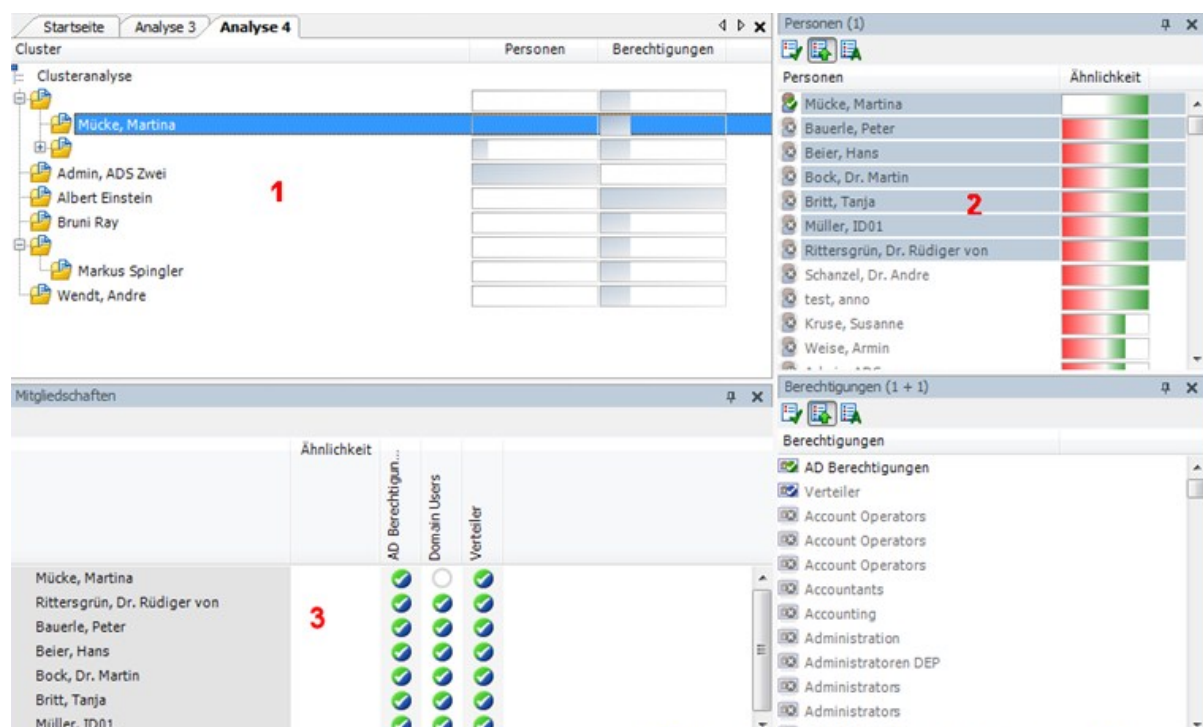 Startseite Analyse 3 Analyse 4
Cluster Personen Berechtigungen
Clusteranalyse
Mücke, Martina
Admin, ADS Zwei
Albert Einstein
1
Bruni Ray
Markus Spingler
Wendt, Andre
Personen (1)
Personen Ähnlichkeit
Mücke, Martina
Bauerle, Peter
Beier, Hans
Bock, Dr. Martin
Britt, Tanja
2
Müller, ID01
Rittersgrün, Dr. Rüdiger von
Schanzel, Dr. Andre
test, anno
Kruse, Susanne
Weise, Armin
Mitgliedschaften
Ähnlichkeit
AD Berechtigun...
Domain Users
Verteiler
Mücke, Martina
Rittersgrün, Dr. Rüdiger von
3
Bauerle, Peter
Beier, Hans
Bock, Dr. Martin
Britt, Tanja
Müller, ID01
Berechtigungen (1 + 1)
Berechtigungen
AD Berechtigungen
Verteiler
Account Operators
Account Operators
Account Operators
Accountants
Accounting
Administration
Administratoren DEP
Administrators
Administrators